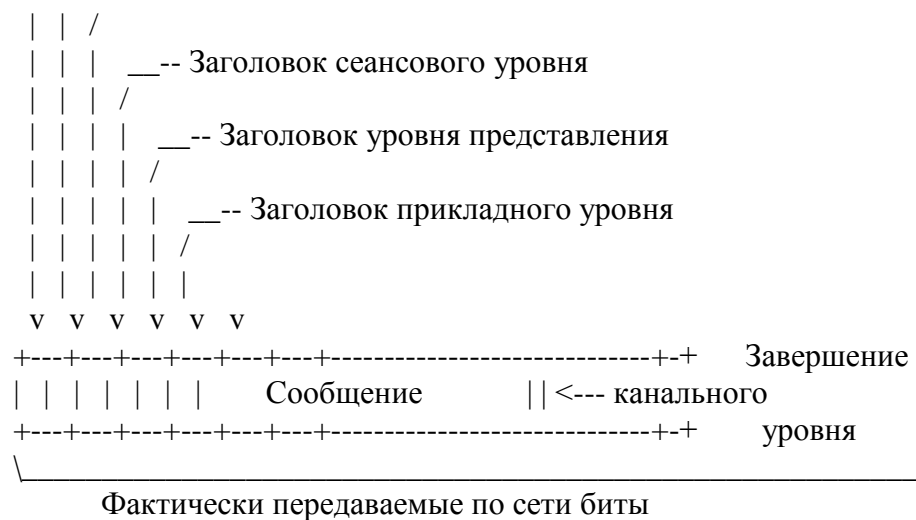 | | /
| | | __-- Заголовок сеансового уровня
| | | /
| | | | __-- Заголовок уровня представления
| | | | /
| | | | | __-- Заголовок прикладного уровня
| | | | | /
| | | | | |
v v v v v v
+---+---+---+---+---+---+--------------------------------+-+ Завершение
| | | | | | | Сообщение | | <--- канального
+---+---+---+---+---+---+--------------------------------+-+ уровня
\__________________________________________________________
Фактически передаваемые по сети биты